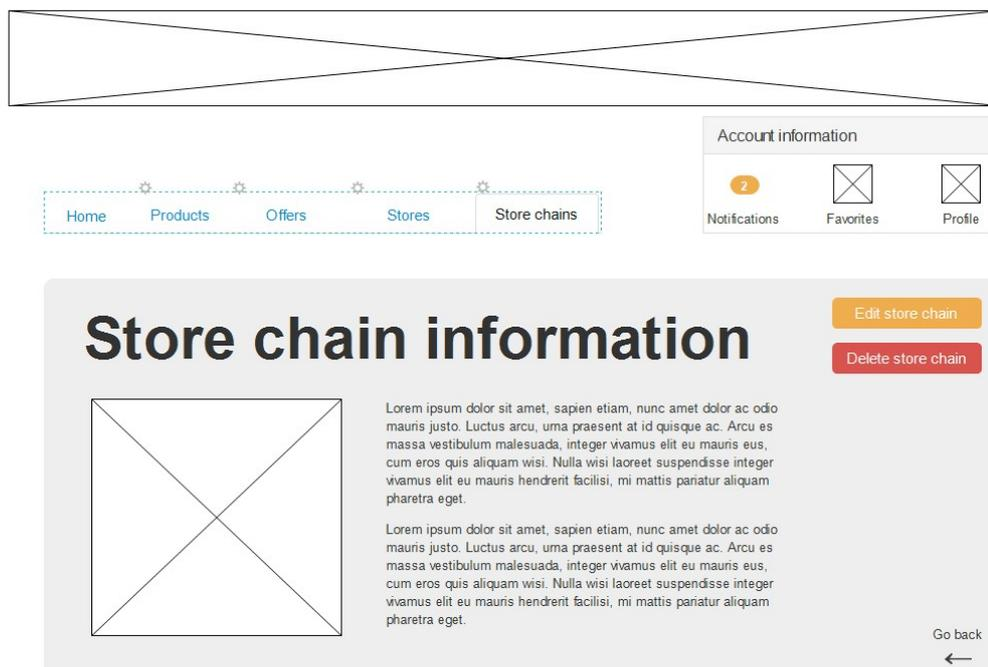 Account information
2
Notifications
Favorites
Profile
Home
Products
Offers
Stores
Store chains
Store chain information
Edit store chain
Delete store chain
Lorem ipsum dolor sit amet, sapien etiam, nunc amet dolor ac odio
mauris justo. Luctus arcu, urna praesent at id quisque ac. Arcu es
massa vestibulum malesuada, integer vivamus elit eu mauris eus,
cum eros quis aliquam wisi. Nulla wisi laoreet suspendisse integer
vivamus elit eu mauris hendrerit facilisi, mi mattis pariatur aliquam
pharetra eget.
Lorem ipsum dolor sit amet, sapien etiam, nunc amet dolor ac odio
mauris justo. Luctus arcu, urna praesent at id quisque ac. Arcu es
massa vestibulum malesuada, integer vivamus elit eu mauris eus,
cum eros quis aliquam wisi. Nulla wisi laoreet suspendisse integer
vivamus elit eu mauris hendrerit facilisi, mi mattis pariatur aliquam
pharetra eget.
Go back